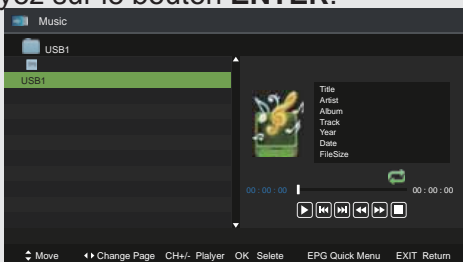 yez sur le bouton ENTER.
Music
USB1
USB1
Title
Artist
Album
Track
Year
Date
FileSize
00 : 00 : 00
00 : 00 : 00
Move Change Page CH+/- Plalyer OK Selete EPG Quick Menu EXIT Return